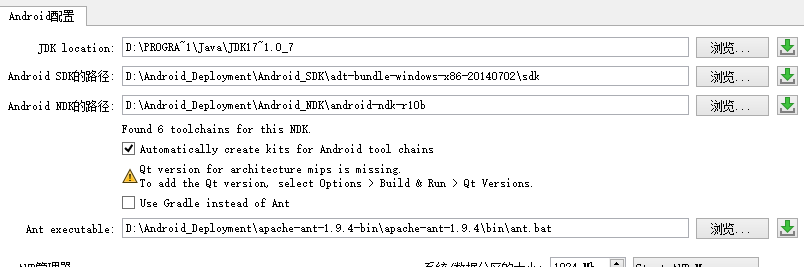 Android配置
JDK location: D:\PROGRA~1\Java\JDK17~1.0_7 浏览...
Android SDK的路径: D:\Android_Deployment\Android_SDK\adt-bundle-windows-x86-20140702\sdk 浏览...
Android NDK的路径: D:\Android_Deployment\Android_NDK\android-ndk-r10b 浏览...
Found 6 toolchains for this NDK.
Automatically create kits for Android tool chains
Qt version for architecture mips is missing.
To add the Qt version, select Options > Build & Run > Qt Versions.
Use Gradle instead of Ant
Ant executable: D:\Android_Deployment\apache-ant-1.9.4-bin\apache-ant-1.9.4\bin\ant.bat 浏览...